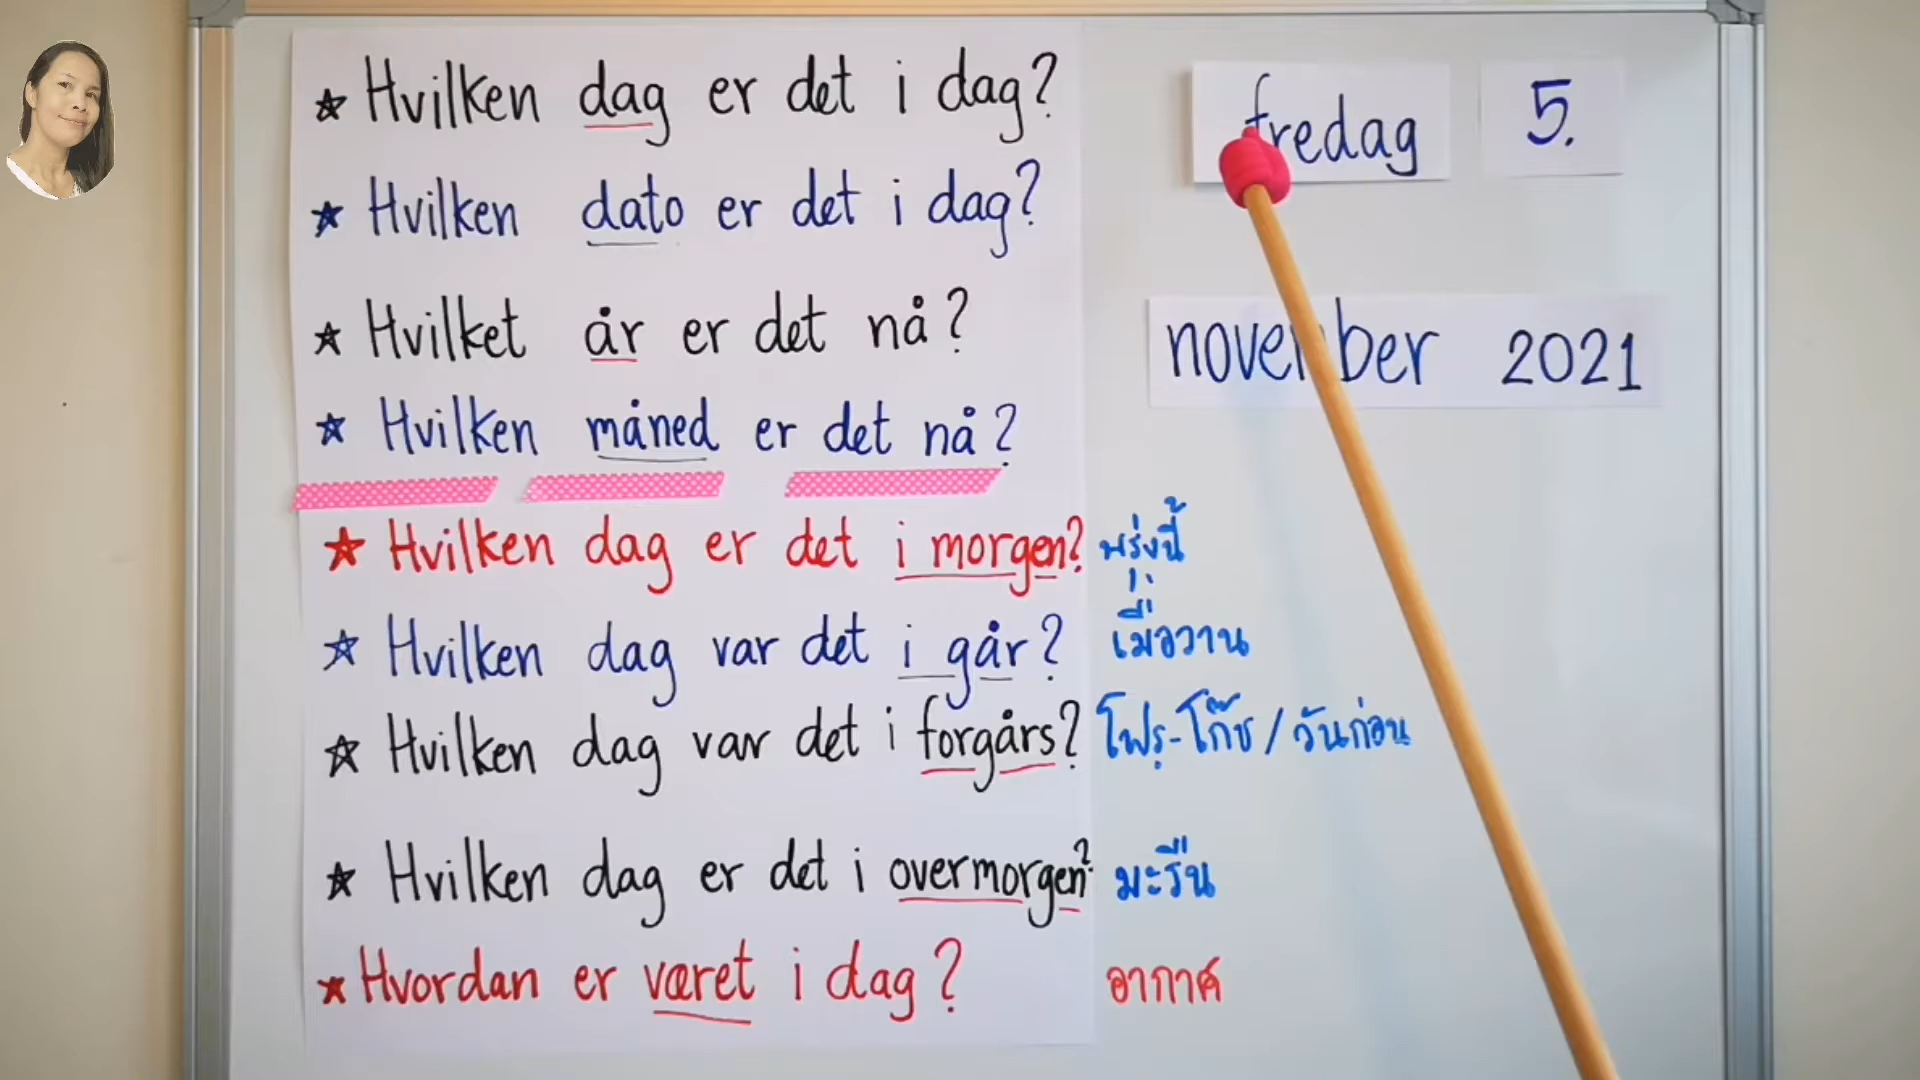 ★ Hvilken dag er det i dag?
★ Hvilken dato er det i dag?
★ Hvilket år er det nå?
★ Hvilken måned er det nå?
★ Hvilken dag er det i morgen? พรุ่งนี้
★ Hvilken dag var det i går? เมื่อวาน
★ Hvilken dag var det i forgårs? โฟรฺ-โก๊ช / วันก่อน
★ Hvilken dag er det i overmorgen? มะรืน
★ Hvordan er været i dag? อากาศ
fredag 5.
november 2021